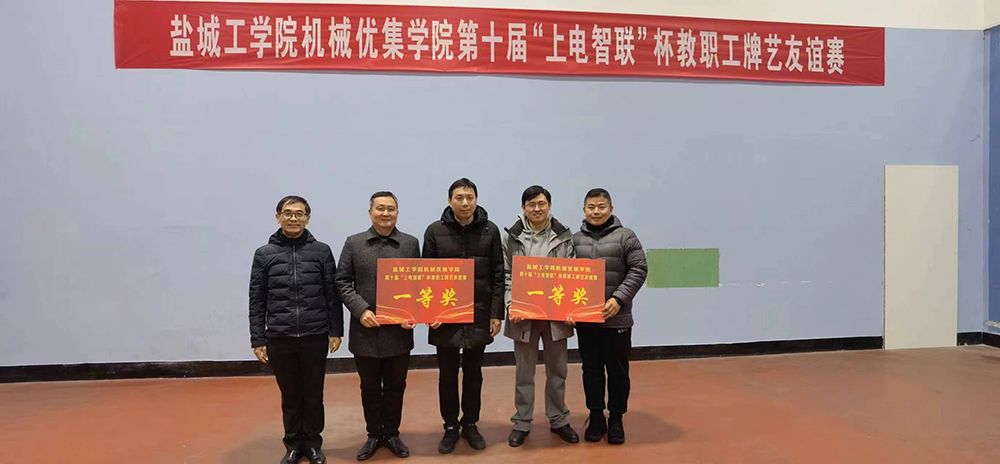 盐城工学院机械优集学院第十届“上电智联”杯教职工牌艺友谊赛
盐城工学院机械优集学院
第十届“上电智联”杯教职工牌艺友谊赛
一等奖
盐城工学院机械优集学院
第十届“上电智联”杯教职工牌艺友谊赛
一等奖